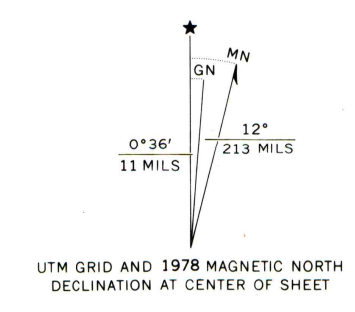 MN
GN
0°36′
11 MILS
12°
213 MILS
UTM GRID AND 1978 MAGNETIC NORTH
DECLINATION AT CENTER OF SHEET